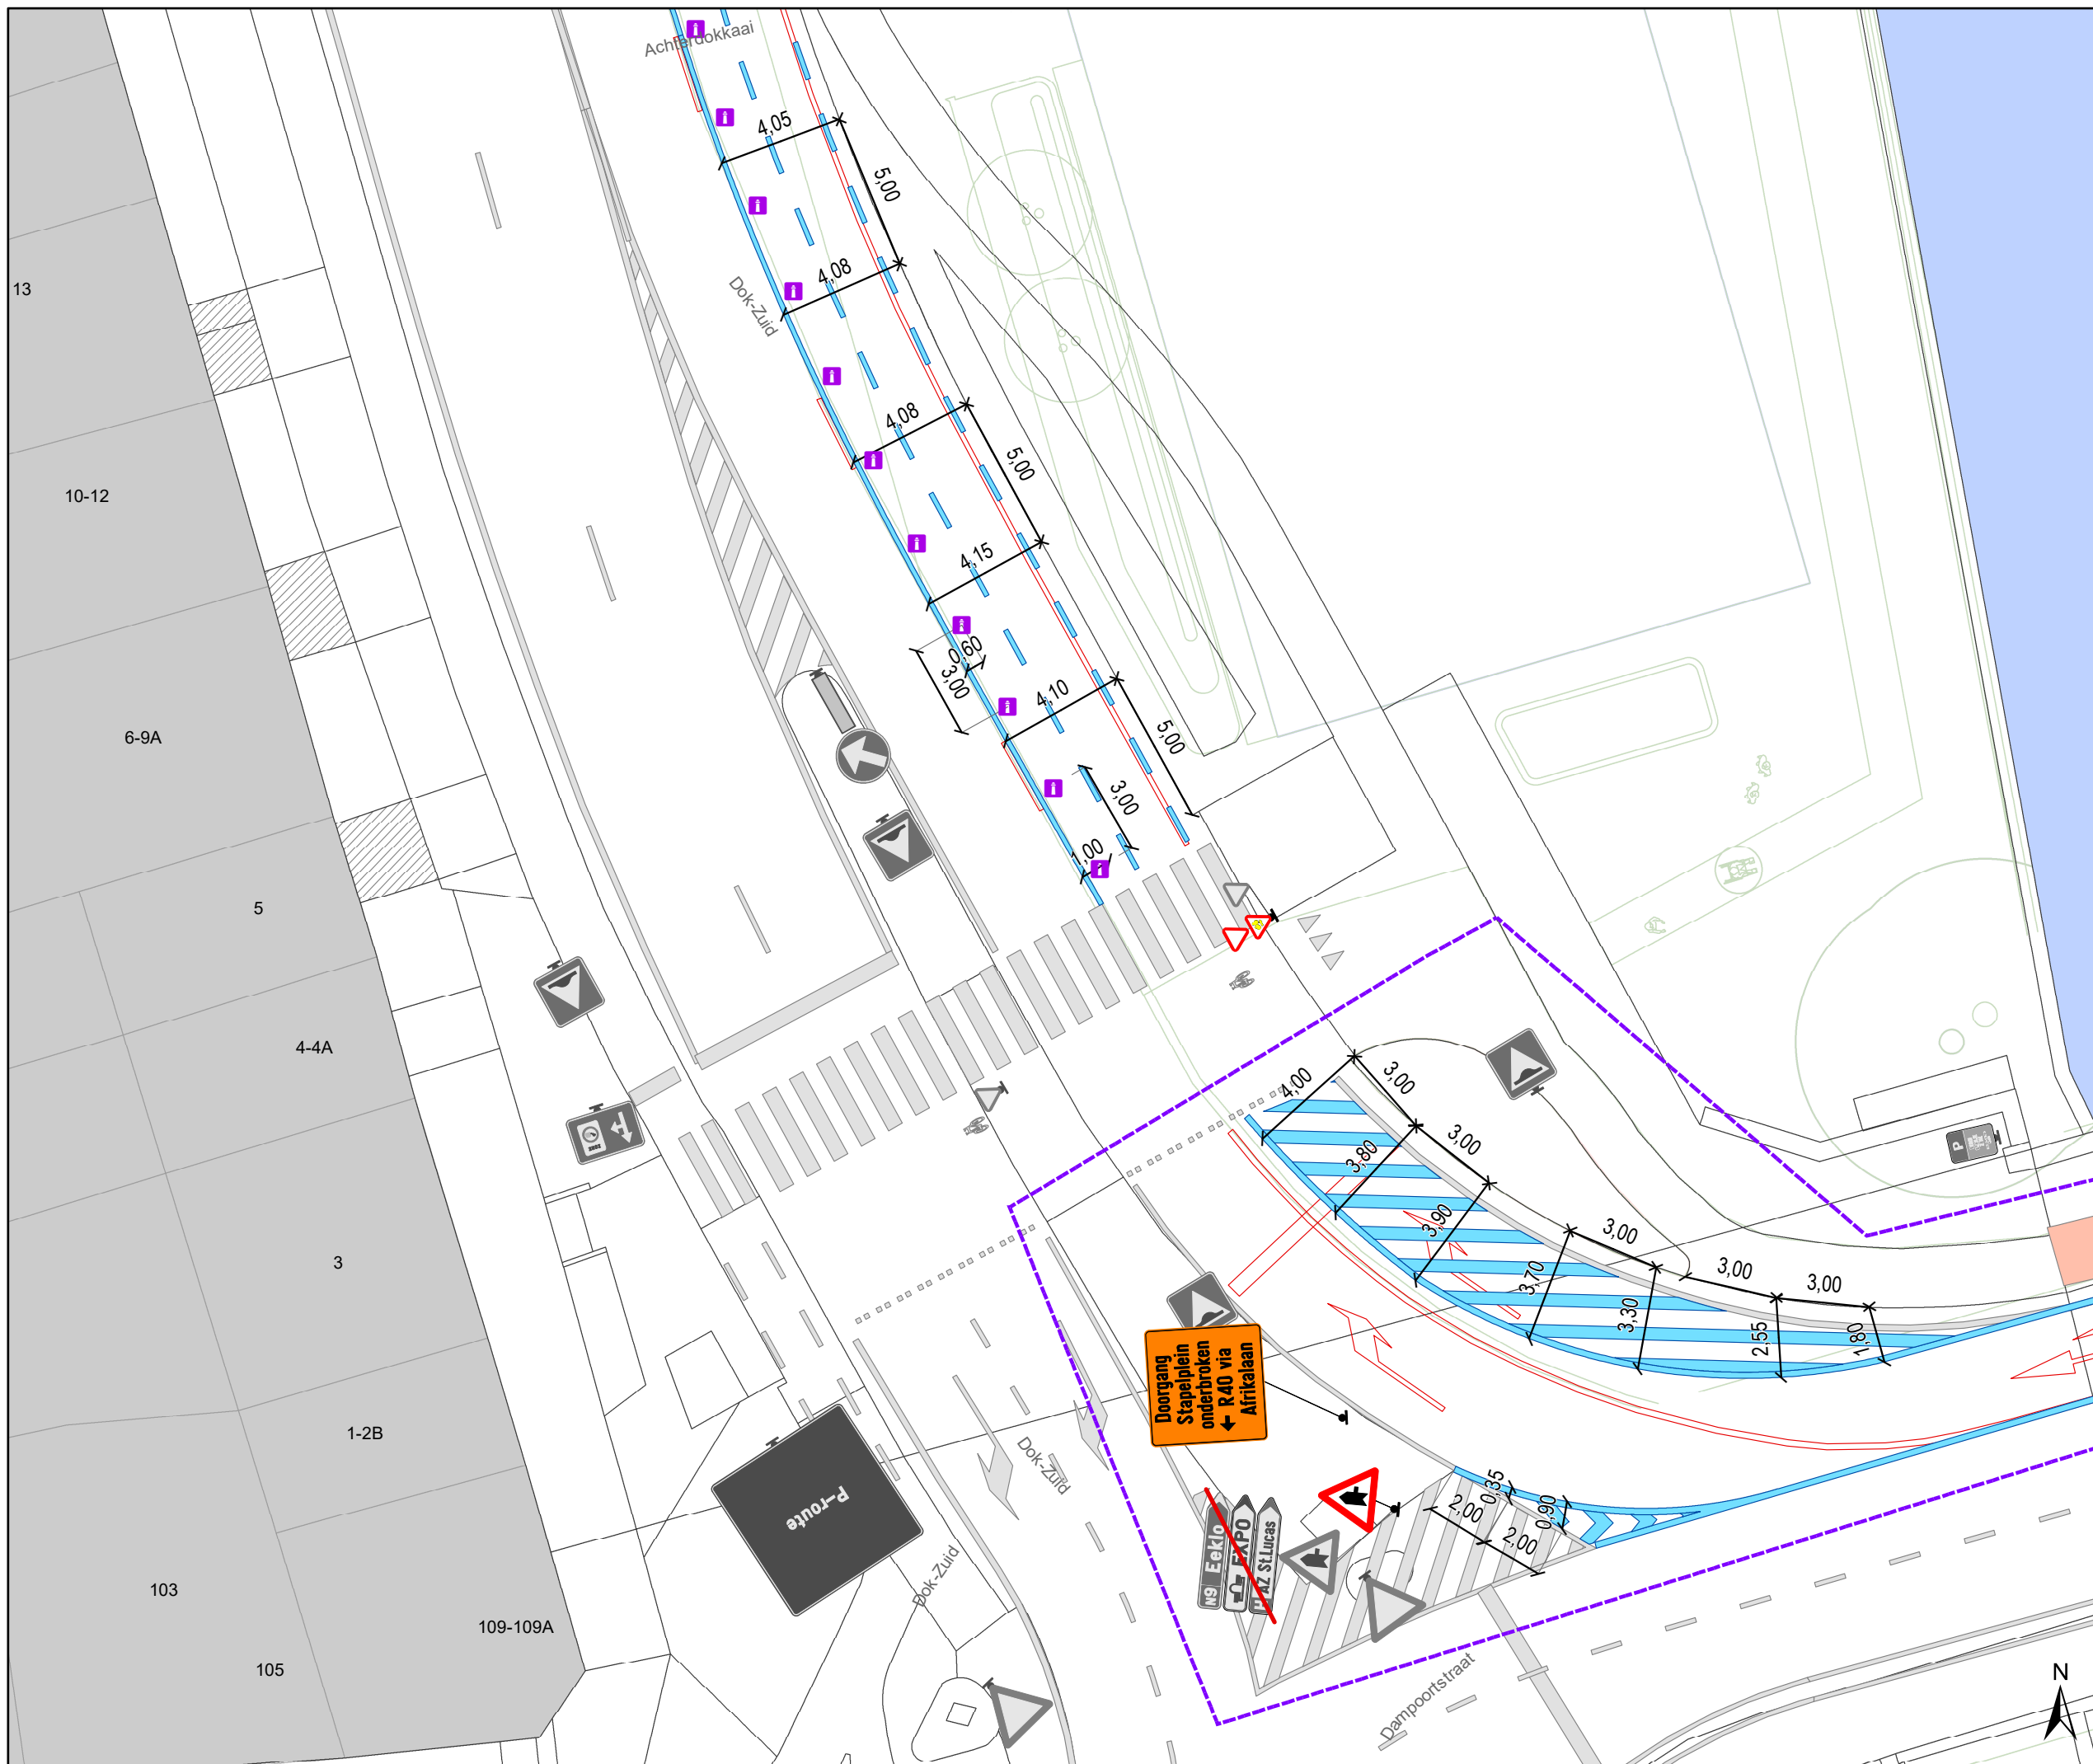 Achterdokkaai
4,05
5,00
Dok-Zuid
4,08
13
4,08
5,00
10-12
4,15
0,60
3,00
4,10
5,00
6-9A
3,00
1,00
5
4-4A
4,00
3,00
3,80
3,00
3,90
3,00
3,70
3,00
3,00
3,30
2,55
1,80
P
3
1-2B
Doorgang
Stapelplein
onderbroken
← R40 via
Afrikalaan
Dok-Zuid
P-route
0,35
2,00
0,90
2,00
N9 Eeklo
EXPO
H AZ St.Lucas
Dok-Zuid
103
109-109A
105
Dampoortstraat
N